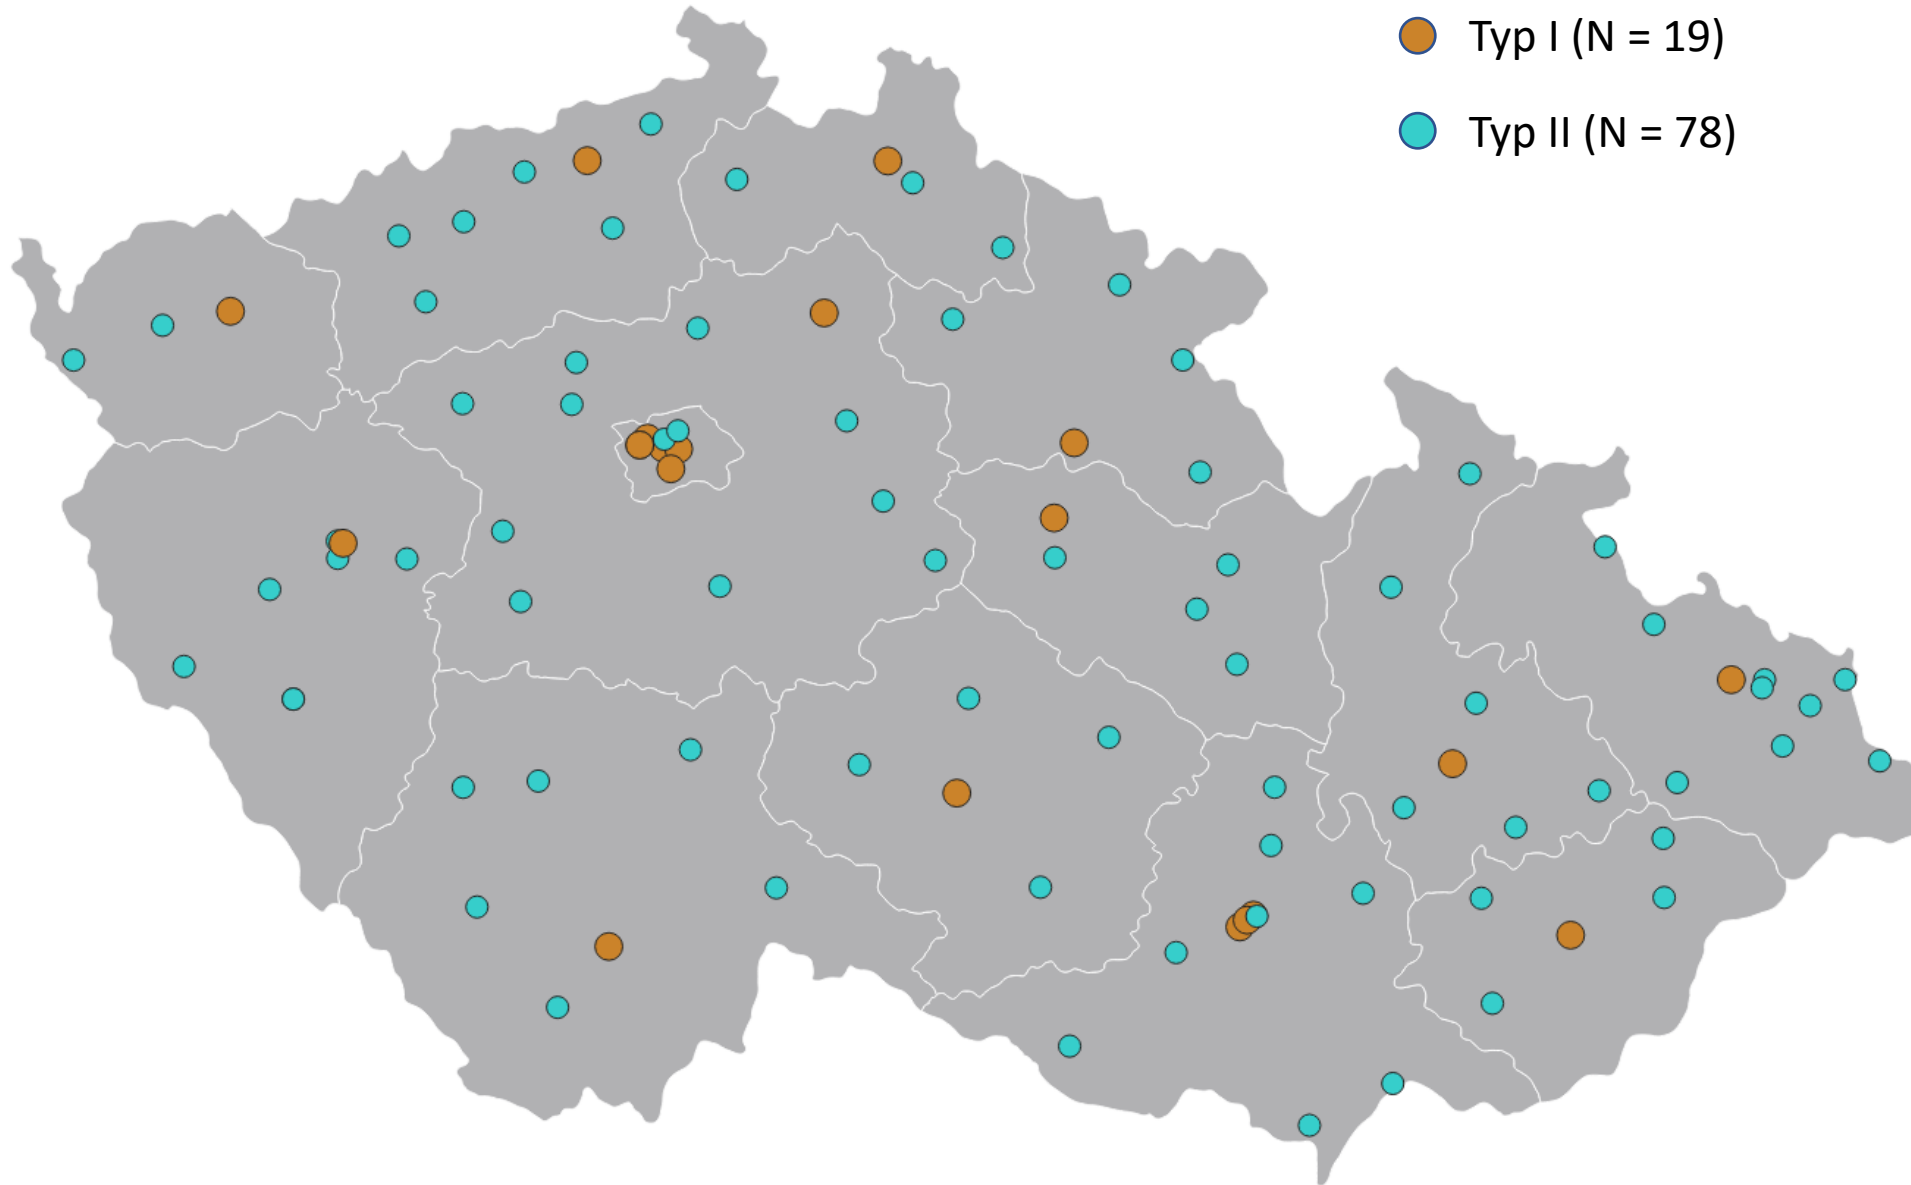 Typ I (N = 19)
Typ II (N = 78)